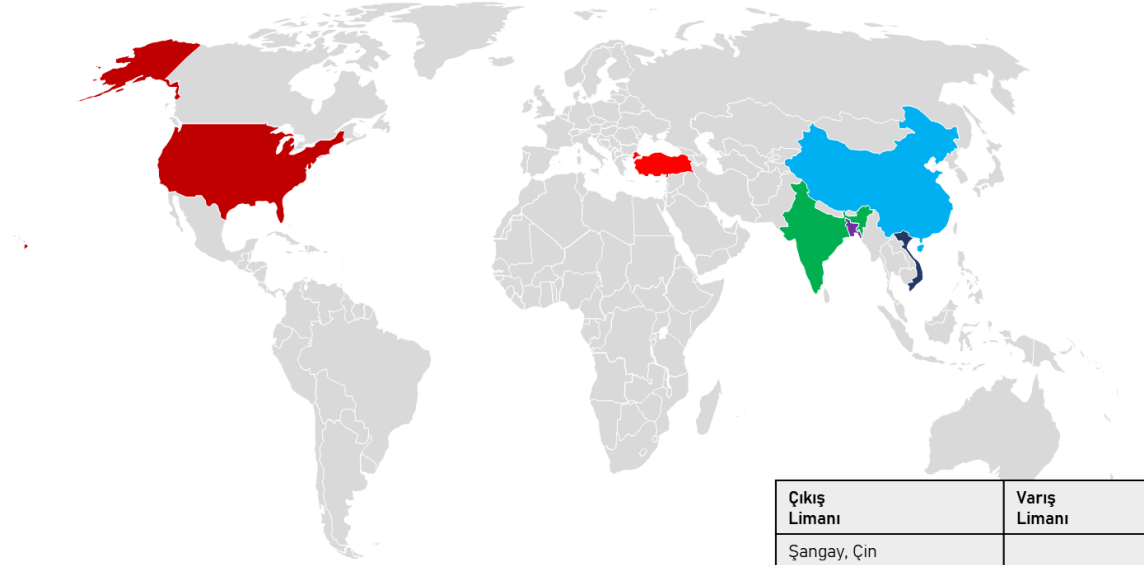 Çıkış
Limanı
Varış
Limanı
Şangay, Çin